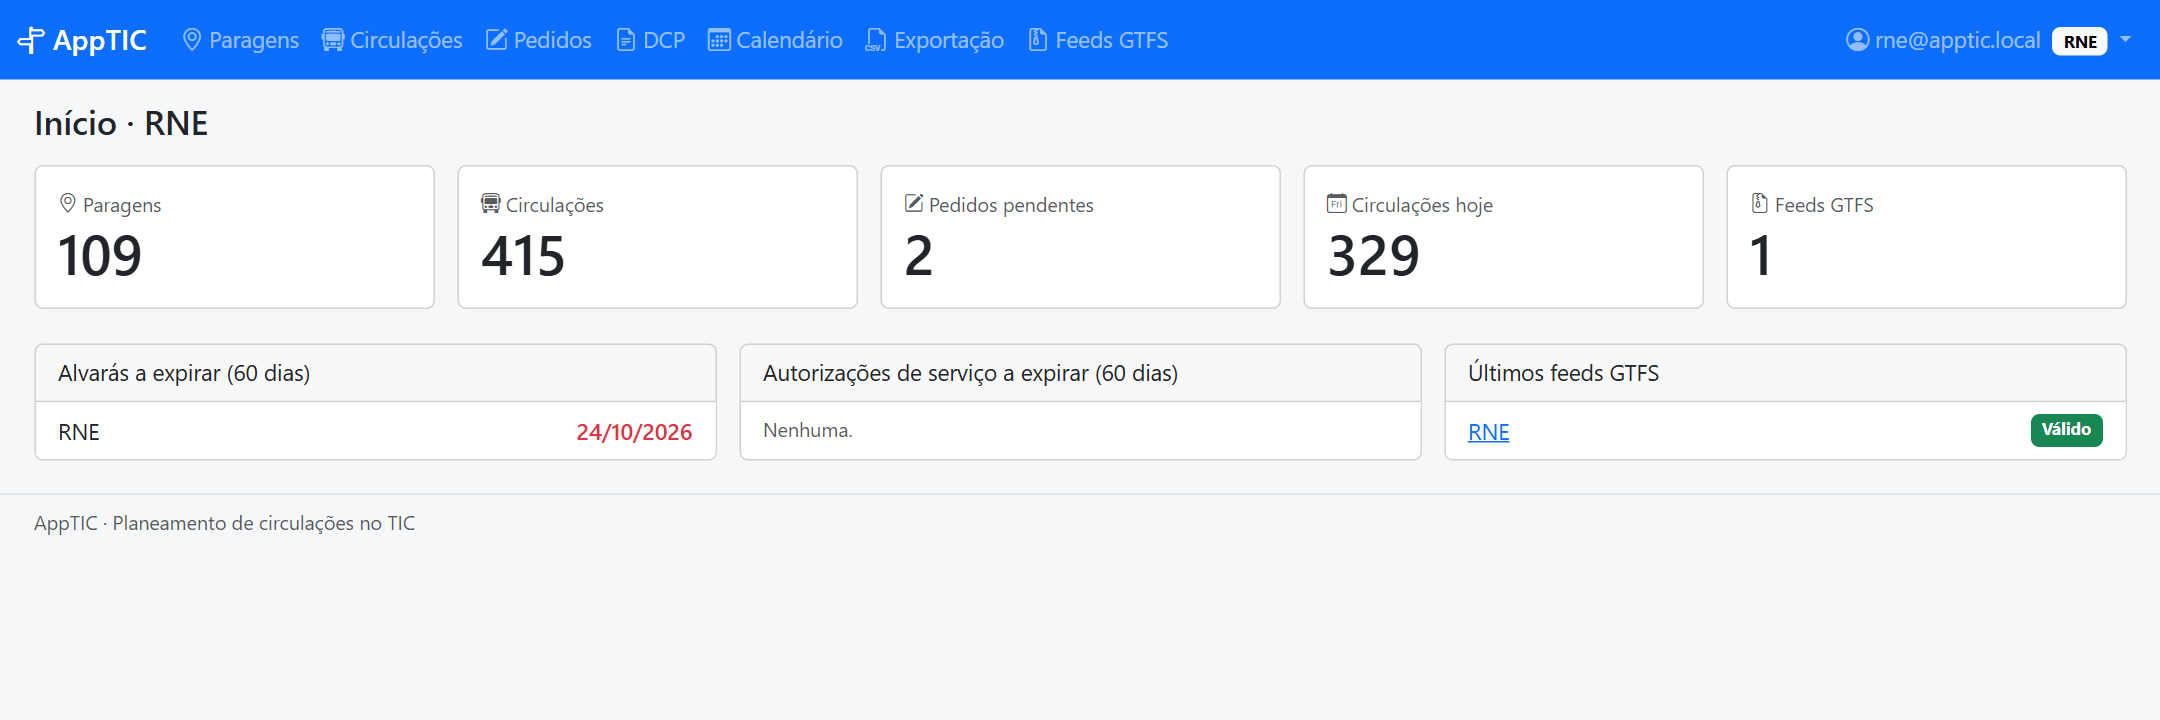 AppTIC Paragens Circulações Pedidos DCP Calendário Exportação Feeds GTFS rne@apptic.local RNE
Início · RNE
Paragens
109
Circulações
415
Pedidos pendentes
2
Fri Circulações hoje
329
Feeds GTFS
1
Alvarás a expirar (60 dias)
RNE 24/10/2026
Autorizações de serviço a expirar (60 dias)
Nenhuma.
Últimos feeds GTFS
RNE Válido
AppTIC · Planeamento de circulações no TIC